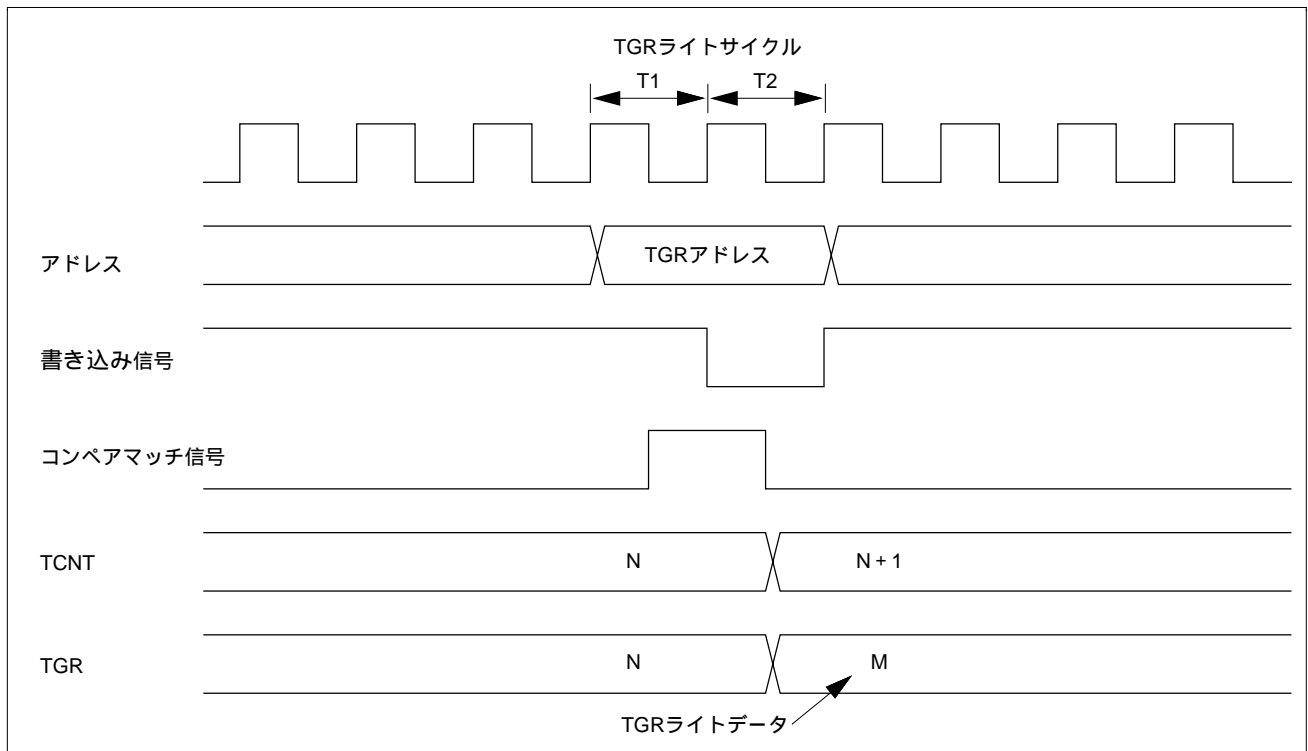 TGRライトサイクル
T1 T2
アドレス TGRアドレス
書き込み信号
コンペアマッチ信号
TCNT N N + 1
TGR N M
TGRライトデータ